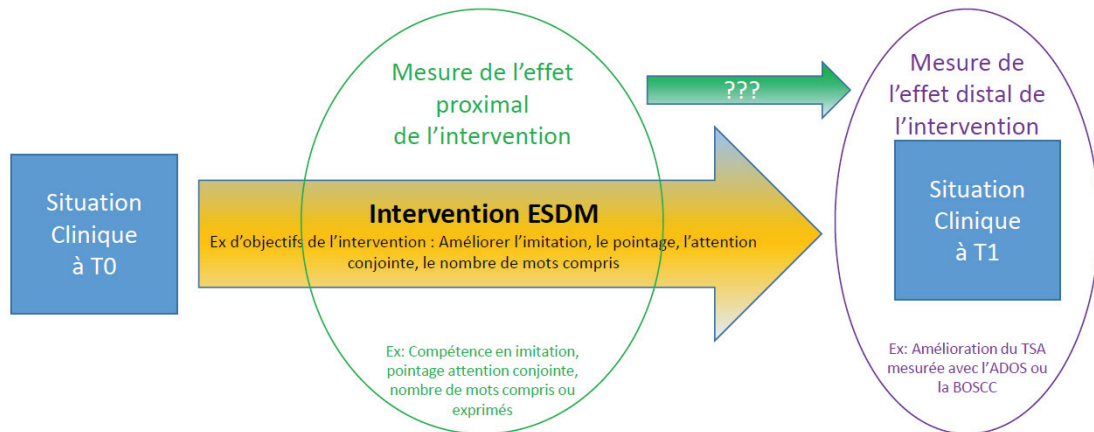 Situation
Clinique
à T0
Mesure de l'effet
proximal
de l'intervention
Intervention ESDM
Ex d'objectifs de l'intervention : Améliorer l'imitation, le pointage, l'attention
conjointe, le nombre de mots compris
Ex: Compétence en imitation,
pointage attention conjointe,
nombre de mots compris ou
exprimés
???
Mesure de
l'effet distal de
l'intervention
Situation
Clinique
à T1
Ex: Amélioration du TSA
mesurée avec l'ADOS ou
la BOSCC